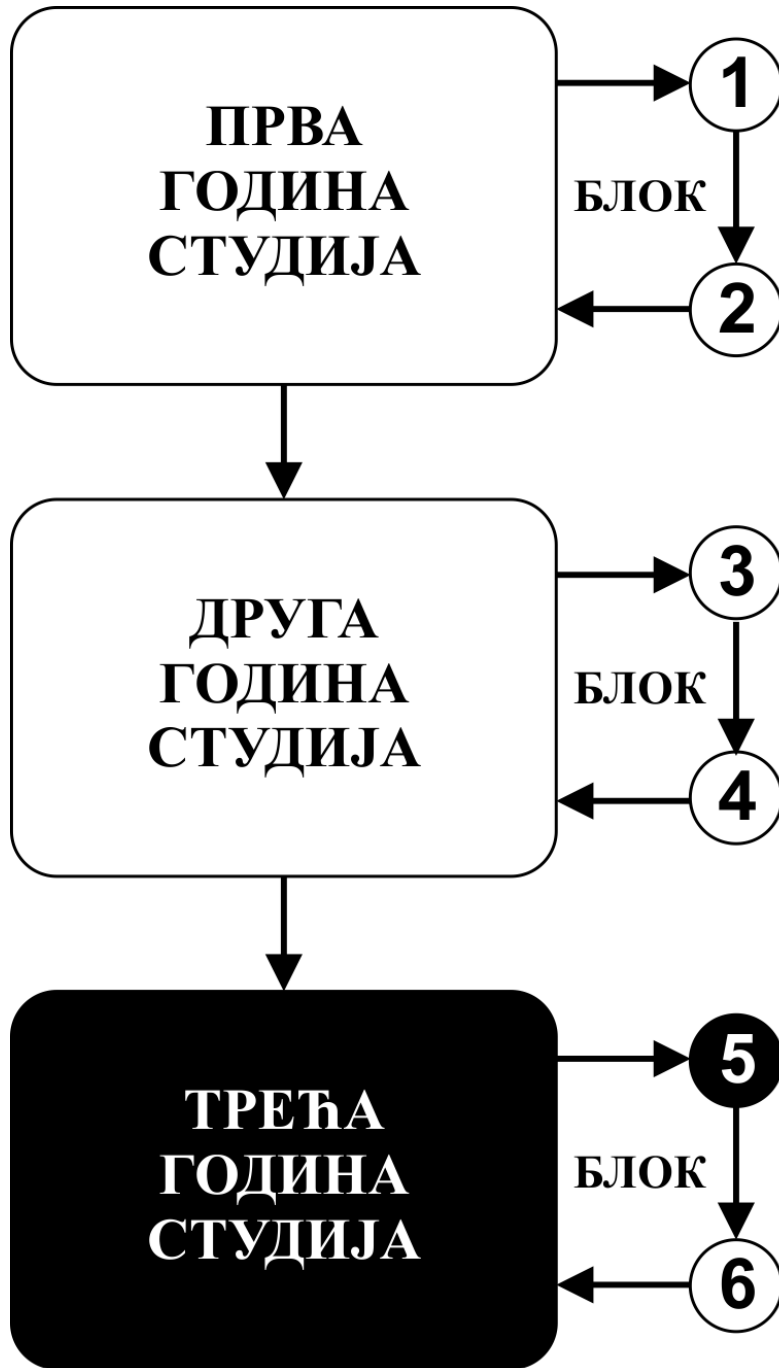 ПРВА
ГОДИНА
СТУДИЈА
1
БЛОК
2
ДРУГА
ГОДИНА
СТУДИЈА
3
БЛОК
4
ТРЕЋА
ГОДИНА
СТУДИЈА
5
БЛОК
6